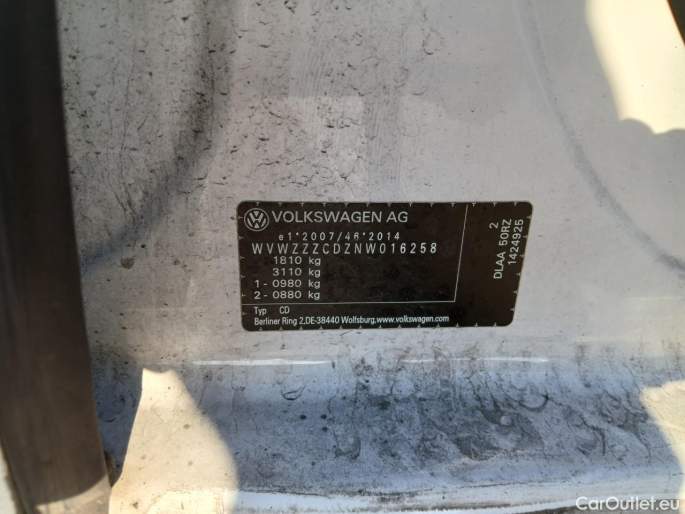 VOLKSWAGEN AG
e1*2007/46*2014
WVWZZZCDZNW016258
1810 kg
3110 kg
1 - 0980 kg
2 - 0880 kg
Typ CD
Berliner Ring 2,DE-38440 Wolfsburg,www.volkswagen.com
2
DLAA 50RZ
1424925
CarOutlet.eu